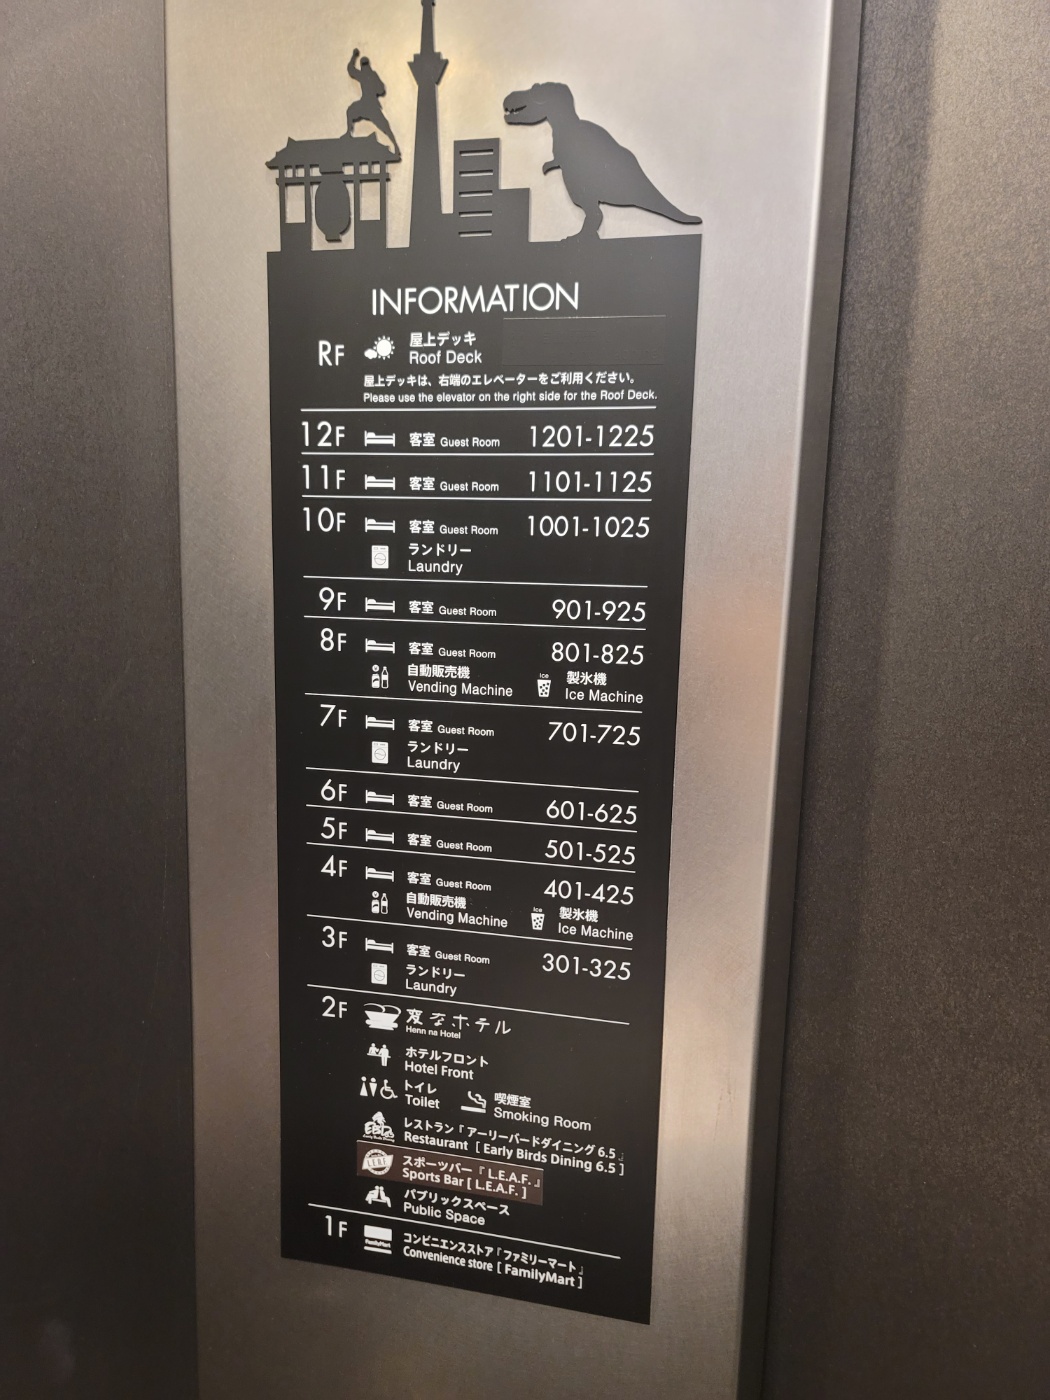 INFORMATION
RF 屋上デッキ
Roof Deck
屋上デッキは、右端のエレベーターをご利用ください。
Please use the elevator on the right side for the Roof Deck.
12F 客室 Guest Room 1201-1225
11F 客室 Guest Room 1101-1125
10F 客室 Guest Room 1001-1025
ランドリー
Laundry
9F 客室 Guest Room 901-925
8F 客室 Guest Room 801-825
自動販売機 Ice 製氷機
Vending Machine Ice Machine
7F 客室 Guest Room 701-725
ランドリー
Laundry
6F 客室 Guest Room 601-625
5F 客室 Guest Room 501-525
4F 客室 Guest Room 401-425
自動販売機 Ice 製氷機
Vending Machine Ice Machine
3F 客室 Guest Room 301-325
ランドリー
Laundry
2F 変なホテル
Henn na Hotel
ホテルフロント
Hotel Front
トイレ 喫煙室
Toilet Smoking Room
レストラン『アーリーバードダイニング 6.5』
Restaurant [ Early Birds Dining 6.5 ]
L.E.A.F. スポーツバー『 L.E.A.F. 』
Sports Bar [ L.E.A.F. ]
パブリックスペース
Public Space
1F FamilyMart コンビニエンスストア『ファミリーマート』
Convenience store [ FamilyMart ]